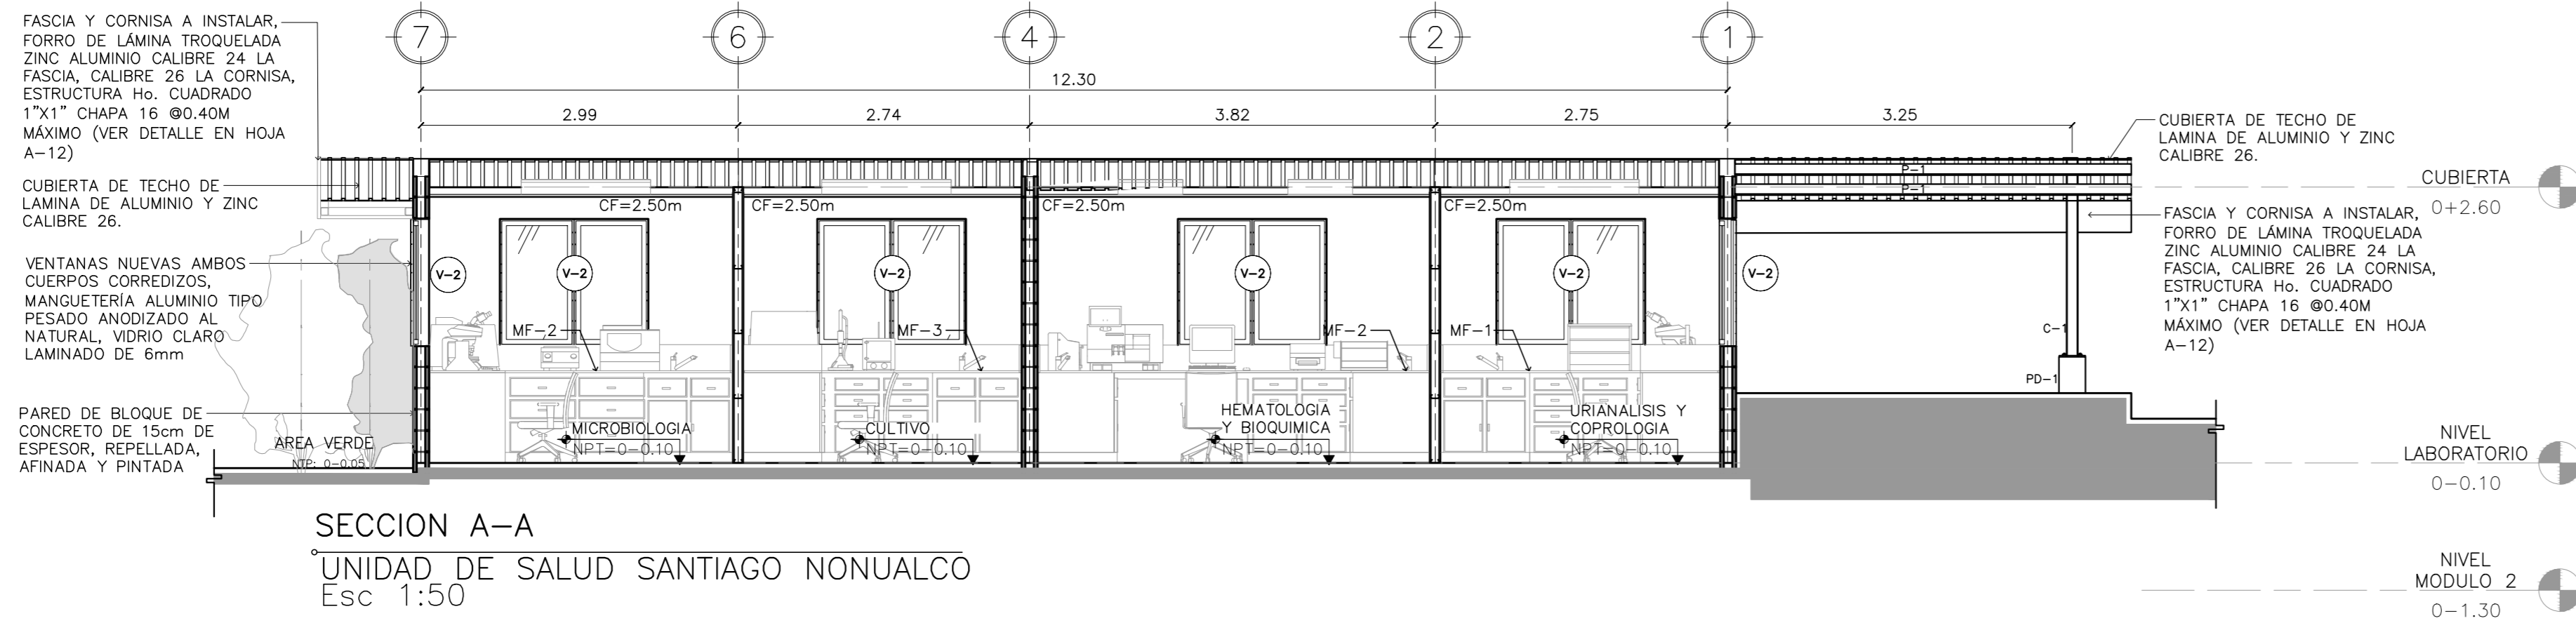 FASCIA Y CORNISA A INSTALAR,
FORRO DE LÁMINA TROQUELADA
ZINC ALUMINIO CALIBRE 24 LA
FASCIA, CALIBRE 26 LA CORNISA,
ESTRUCTURA Ho. CUADRADO
1"X1" CHAPA 16 @0.40M
MÁXIMO (VER DETALLE EN HOJA
A-12)
CUBIERTA DE TECHO DE
LAMINA DE ALUMINIO Y ZINC
CALIBRE 26.
VENTANAS NUEVAS AMBOS
CUERPOS CORREDIZOS,
MANGUETERÍA ALUMINIO TIPO
PESADO ANODIZADO AL
NATURAL, VIDRIO CLARO
LAMINADO DE 6mm
PARED DE BLOQUE DE
CONCRETO DE 15cm DE
ESPESOR, REPELLADA,
AFINADA Y PINTADA
AREA VERDE
NTP: 0-0.05
7 6 4 2 1
12.30
2.99 2.74 3.82 2.75 3.25
CF=2.50m CF=2.50m CF=2.50m CF=2.50m
V-2 V-2 V-2 V-2 V-2 V-2
MF-2 MF-3 MF-2 MF-1
MICROBIOLOGIA
NPT=0-0.10
CULTIVO
NPT=0-0.10
HEMATOLOGIA
Y BIOQUIMICA
NPT=0-0.10
URIANALISIS Y
COPROLOGIA
NPT=0-0.10
P-1
P-1
C-1
PD-1
CUBIERTA DE TECHO DE
LAMINA DE ALUMINIO Y ZINC
CALIBRE 26.
FASCIA Y CORNISA A INSTALAR,
FORRO DE LÁMINA TROQUELADA
ZINC ALUMINIO CALIBRE 24 LA
FASCIA, CALIBRE 26 LA CORNISA,
ESTRUCTURA Ho. CUADRADO
1"X1" CHAPA 16 @0.40M
MÁXIMO (VER DETALLE EN HOJA
A-12)
CUBIERTA
0+2.60
NIVEL
LABORATORIO
0-0.10
NIVEL
MODULO 2
0-1.30
SECCION A-A
UNIDAD DE SALUD SANTIAGO NONUALCO
Esc 1:50